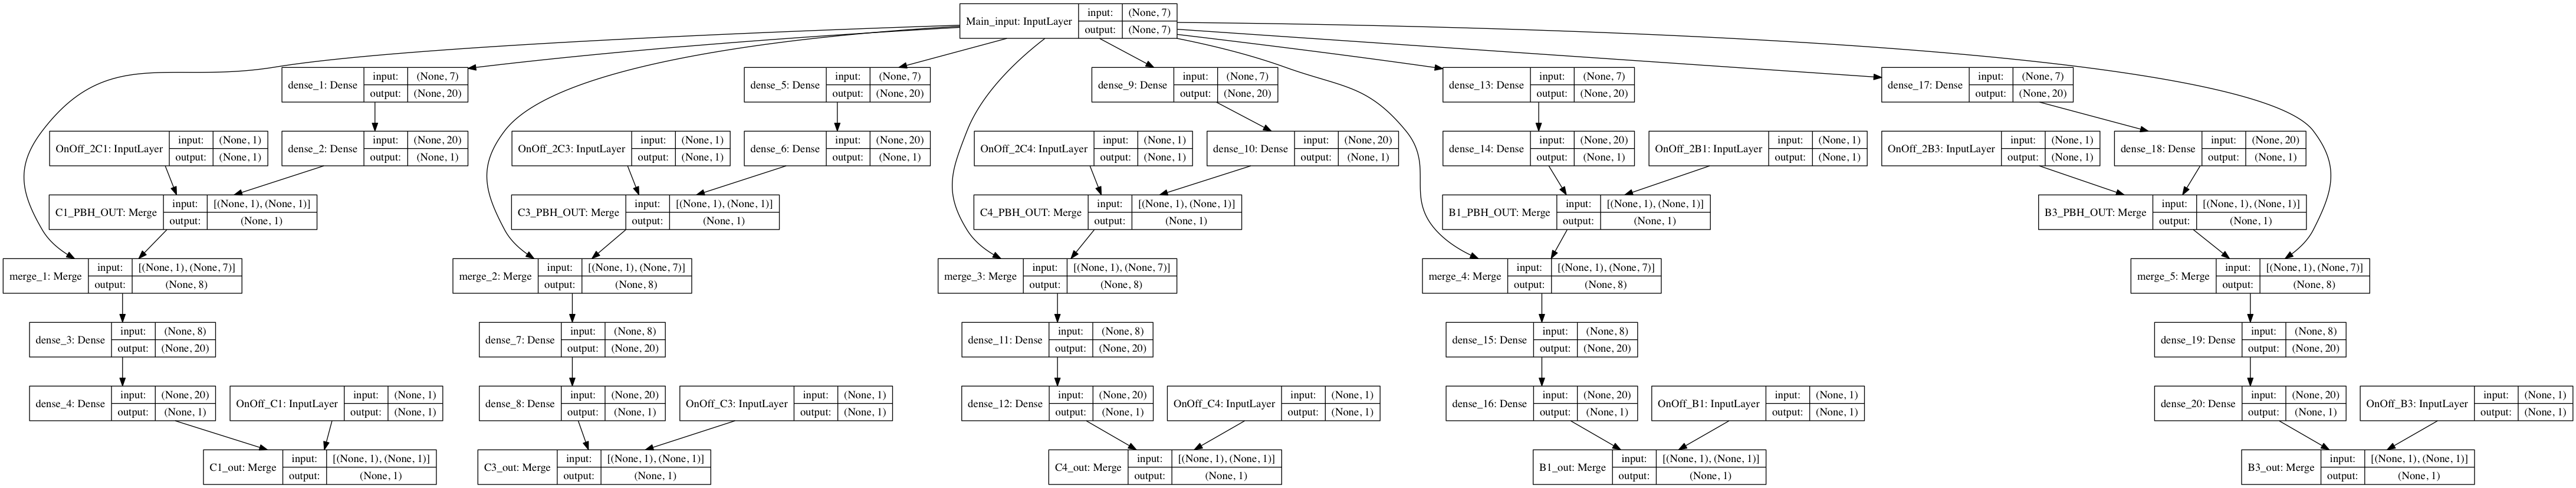 Main_input: InputLayer input: (None, 7)
output: (None, 7)
dense_1: Dense input: (None, 7)
output: (None, 20)
dense_5: Dense input: (None, 7)
output: (None, 20)
dense_9: Dense input: (None, 7)
output: (None, 20)
dense_13: Dense input: (None, 7)
output: (None, 20)
dense_17: Dense input: (None, 7)
output: (None, 20)
OnOff_2C1: InputLayer input: (None, 1)
output: (None, 1)
dense_2: Dense input: (None, 20)
output: (None, 1)
OnOff_2C3: InputLayer input: (None, 1)
output: (None, 1)
dense_6: Dense input: (None, 20)
output: (None, 1)
OnOff_2C4: InputLayer input: (None, 1)
output: (None, 1)
dense_10: Dense input: (None, 20)
output: (None, 1)
dense_14: Dense input: (None, 20)
output: (None, 1)
OnOff_2B1: InputLayer input: (None, 1)
output: (None, 1)
OnOff_2B3: InputLayer input: (None, 1)
output: (None, 1)
dense_18: Dense input: (None, 20)
output: (None, 1)
C1_PBH_OUT: Merge input: [(None, 1), (None, 1)]
output: (None, 1)
C3_PBH_OUT: Merge input: [(None, 1), (None, 1)]
output: (None, 1)
C4_PBH_OUT: Merge input: [(None, 1), (None, 1)]
output: (None, 1)
B1_PBH_OUT: Merge input: [(None, 1), (None, 1)]
output: (None, 1)
B3_PBH_OUT: Merge input: [(None, 1), (None, 1)]
output: (None, 1)
merge_1: Merge input: [(None, 1), (None, 7)]
output: (None, 8)
merge_2: Merge input: [(None, 1), (None, 7)]
output: (None, 8)
merge_3: Merge input: [(None, 1), (None, 7)]
output: (None, 8)
merge_4: Merge input: [(None, 1), (None, 7)]
output: (None, 8)
merge_5: Merge input: [(None, 1), (None, 7)]
output: (None, 8)
dense_3: Dense input: (None, 8)
output: (None, 20)
dense_7: Dense input: (None, 8)
output: (None, 20)
dense_11: Dense input: (None, 8)
output: (None, 20)
dense_15: Dense input: (None, 8)
output: (None, 20)
dense_19: Dense input: (None, 8)
output: (None, 20)
dense_4: Dense input: (None, 20)
output: (None, 1)
OnOff_C1: InputLayer input: (None, 1)
output: (None, 1)
dense_8: Dense input: (None, 20)
output: (None, 1)
OnOff_C3: InputLayer input: (None, 1)
output: (None, 1)
dense_12: Dense input: (None, 20)
output: (None, 1)
OnOff_C4: InputLayer input: (None, 1)
output: (None, 1)
dense_16: Dense input: (None, 20)
output: (None, 1)
OnOff_B1: InputLayer input: (None, 1)
output: (None, 1)
dense_20: Dense input: (None, 20)
output: (None, 1)
OnOff_B3: InputLayer input: (None, 1)
output: (None, 1)
C1_out: Merge input: [(None, 1), (None, 1)]
output: (None, 1)
C3_out: Merge input: [(None, 1), (None, 1)]
output: (None, 1)
C4_out: Merge input: [(None, 1), (None, 1)]
output: (None, 1)
B1_out: Merge input: [(None, 1), (None, 1)]
output: (None, 1)
B3_out: Merge input: [(None, 1), (None, 1)]
output: (None, 1)